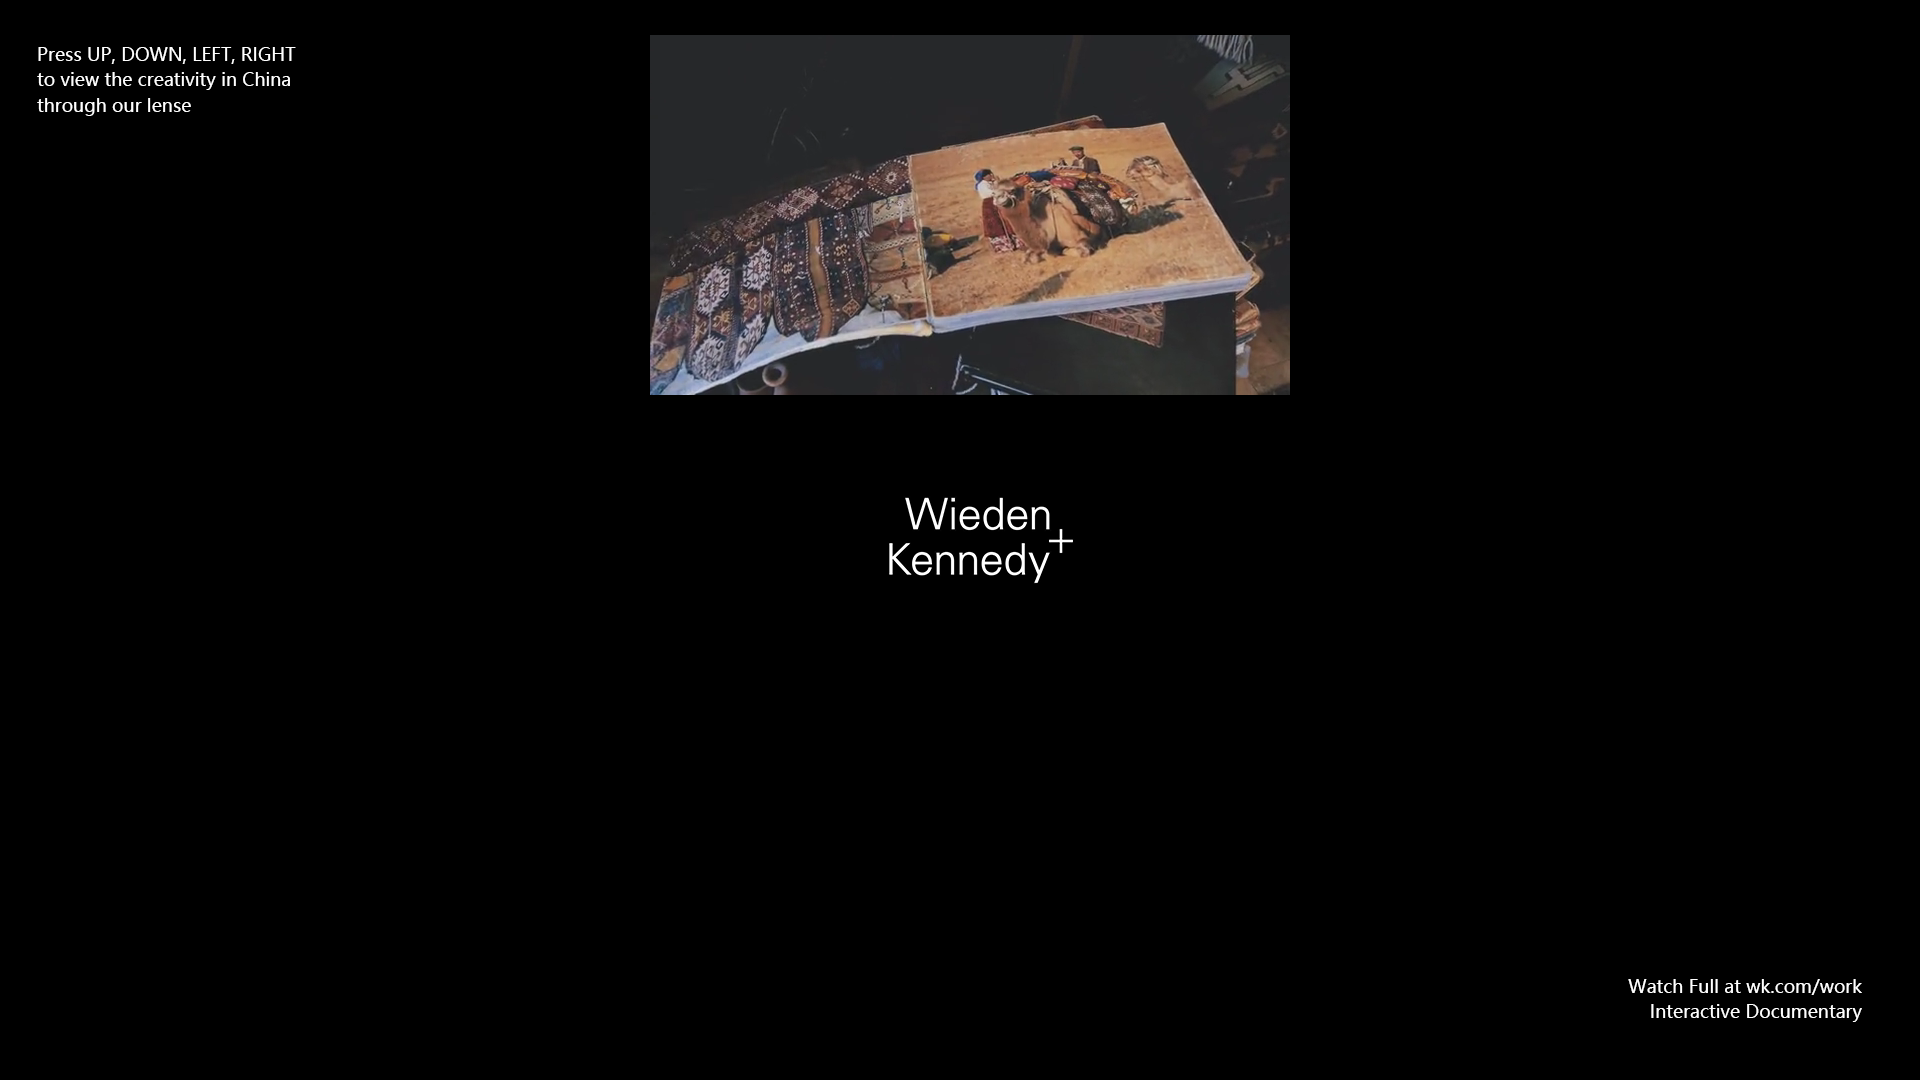 Press UP, DOWN, LEFT, RIGHT
to view the creativity in China
through our lense
Wieden
Kennedy+
Watch Full at wk.com/work
Interactive Documentary